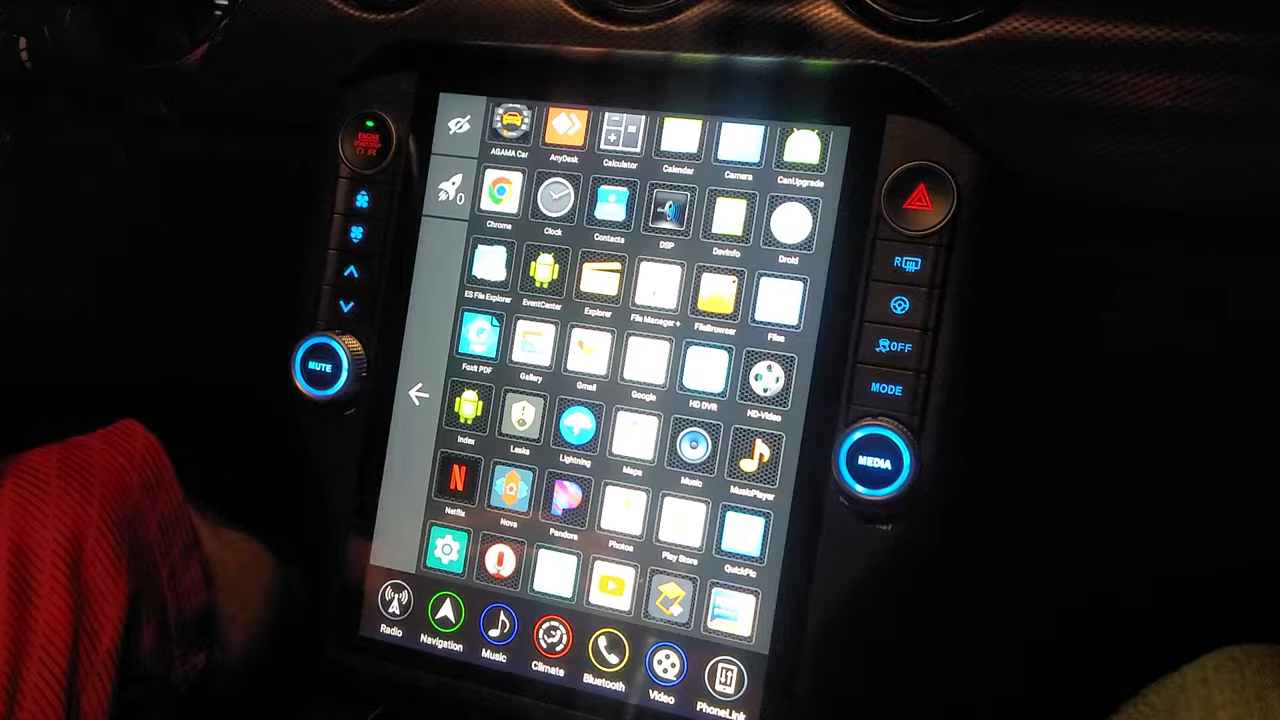 ENGINE
START/STOP
MUTE
0
AGAMA Car
AnyDesk
Calculator
Calendar
Camera
CanUpgrade
Chrome
Clock
Contacts
DSP
DevInfo
Droid
ES File Explorer
EventCenter
Explorer
File Manager +
FileBrowser
Files
Foxit PDF
Gallery
Gmail
Google
HD DVR
HD-Video
Index
Leaks
Lightning
Maps
Music
MusicPlayer
Netflix
Nova
Pandora
Photos
Play Store
QuickPic
Radio
Navigation
Music
Climate
Bluetooth
Video
PhoneLink
R
OFF
MODE
MEDIA